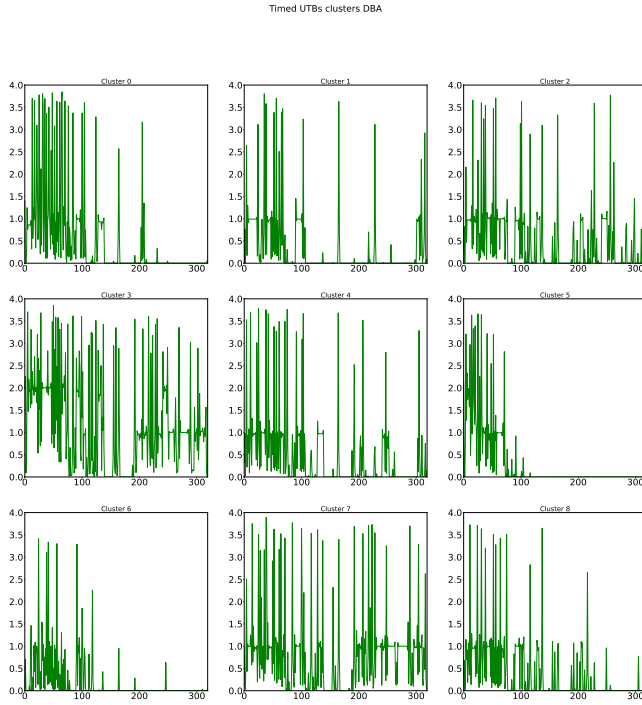 Timed UTBs clusters DBA
Cluster 0
Cluster 1
Cluster 2
4.0 4.0 4.0
3.5 3.5 3.5
3.0 3.0 3.0
2.5 2.5 2.5
2.0 2.0 2.0
1.5 1.5 1.5
1.0 1.0 1.0
0.5 0.5 0.5
0.0 0.0 0.0
0 100 200 300 0 100 200 300 0 100 200 300
Cluster 3
Cluster 4
Cluster 5
4.0 4.0 4.0
3.5 3.5 3.5
3.0 3.0 3.0
2.5 2.5 2.5
2.0 2.0 2.0
1.5 1.5 1.5
1.0 1.0 1.0
0.5 0.5 0.5
0.0 0.0 0.0
0 100 200 300 0 100 200 300 0 100 200 300
Cluster 6
Cluster 7
Cluster 8
4.0 4.0 4.0
3.5 3.5 3.5
3.0 3.0 3.0
2.5 2.5 2.5
2.0 2.0 2.0
1.5 1.5 1.5
1.0 1.0 1.0
0.5 0.5 0.5
0.0 0.0 0.0
0 100 200 300 0 100 200 300 0 100 200 300